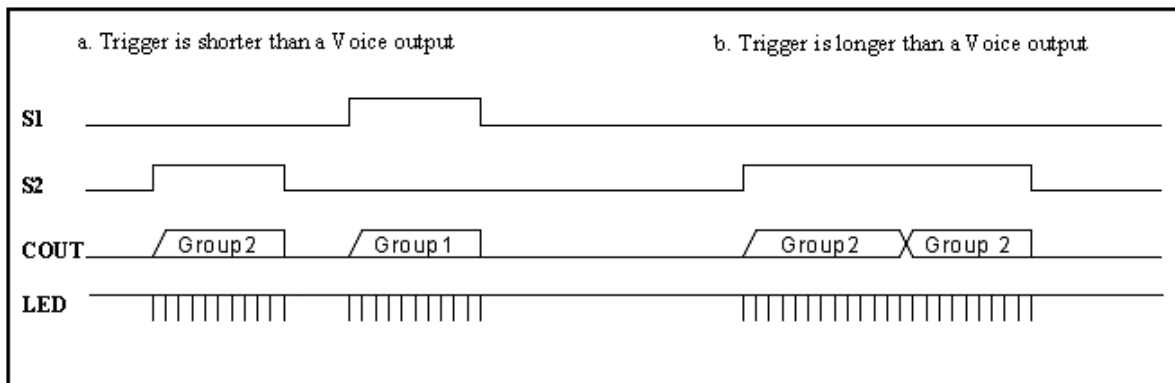 a. Trigger is shorter than a Voice output
b. Trigger is longer than a Voice output
S1
S2
COUT Group2 Group1 Group2 Group 2
LED